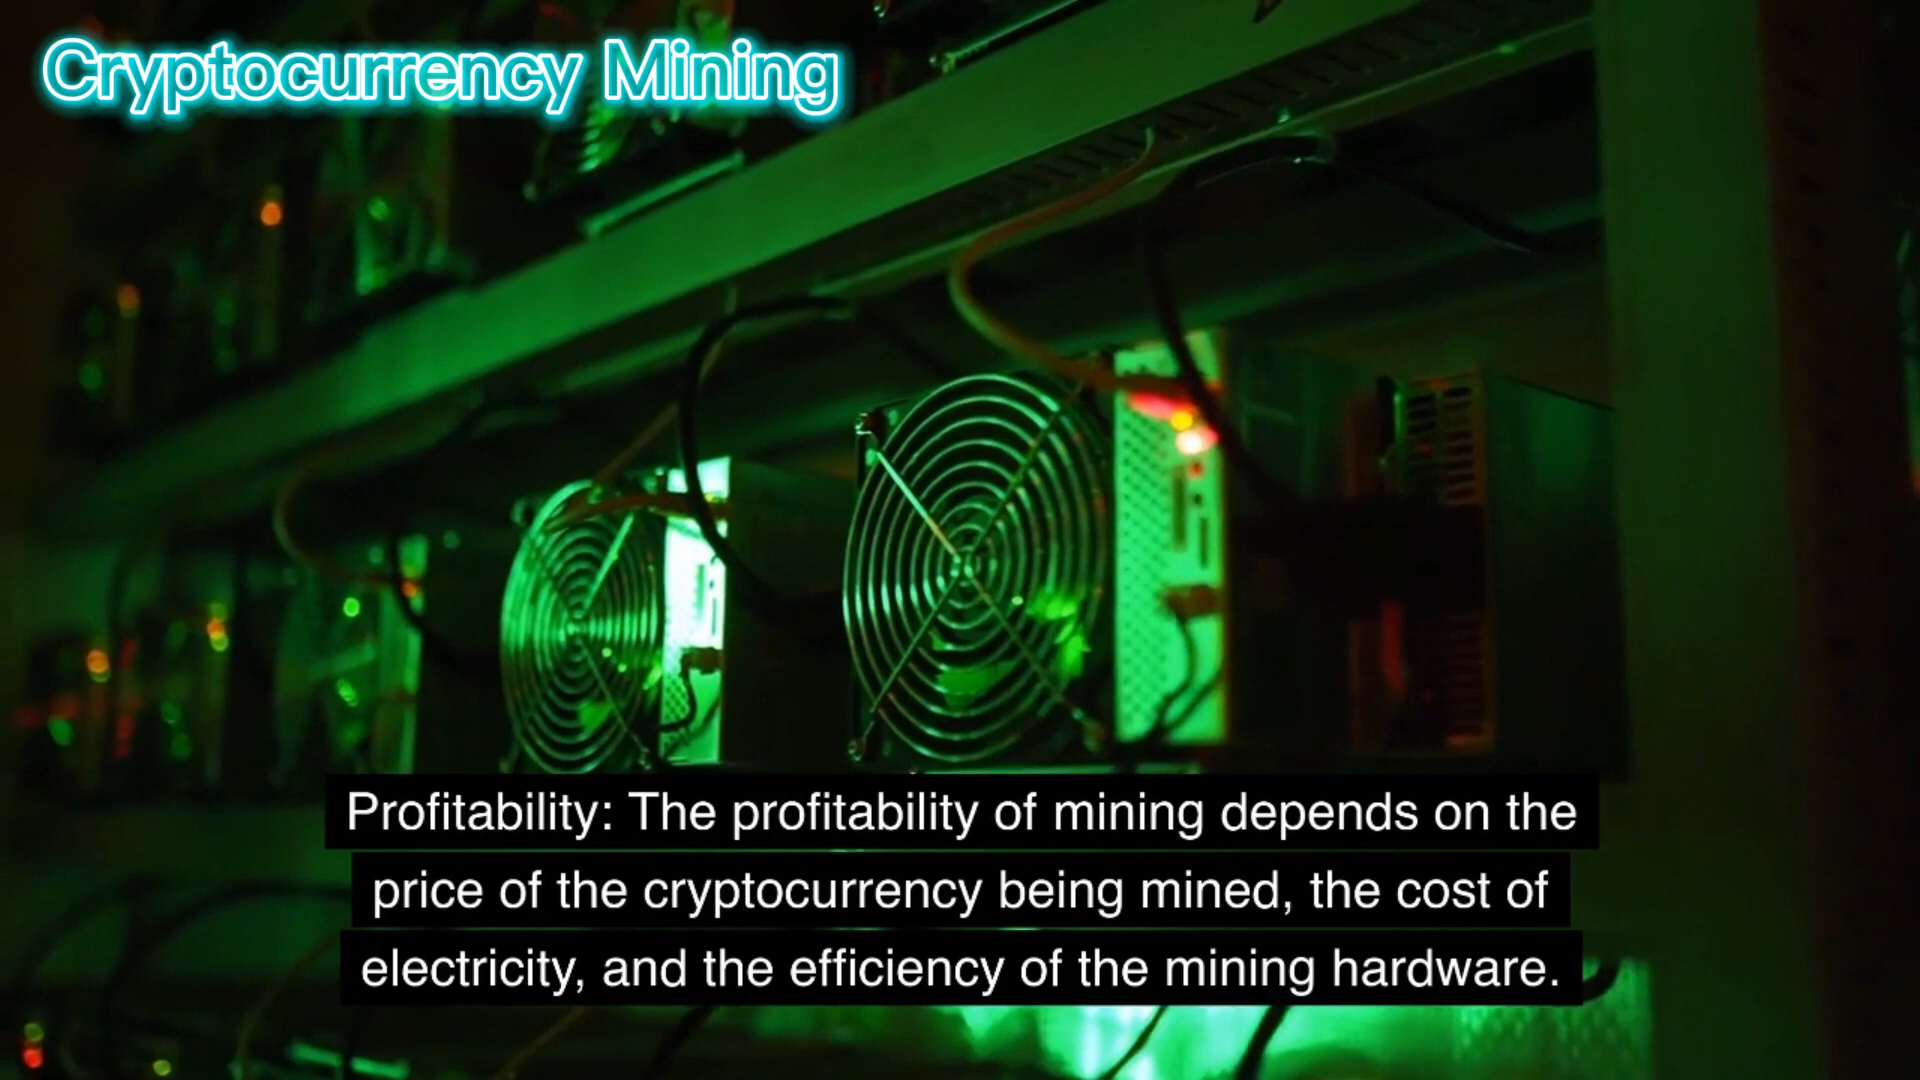 Cryptocurrency Mining
Profitability: The profitability of mining depends on the
price of the cryptocurrency being mined, the cost of
electricity, and the efficiency of the mining hardware.